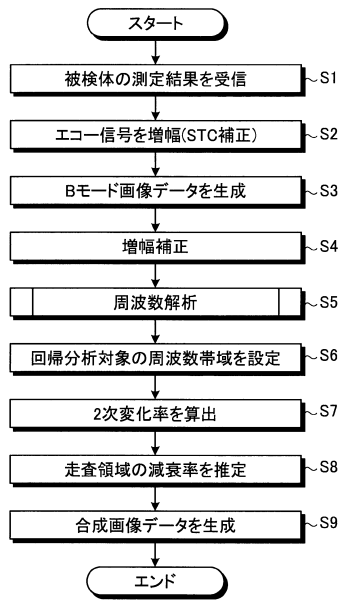 スタート
被検体の測定結果を受信 S1
エコー信号を増幅(STC補正) S2
Bモード画像データを生成 S3
増幅補正 S4
周波数解析 S5
回帰分析対象の周波数帯域を設定 S6
2次変化率を算出 S7
走査領域の減衰率を推定 S8
合成画像データを生成 S9
エンド